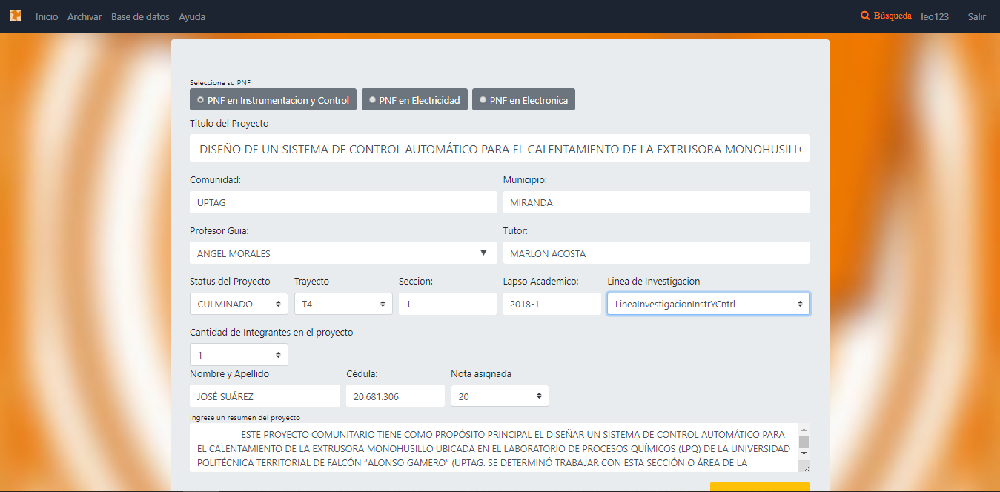 Inicio Archivar Base de datos Ayuda Búsqueda leo123 Salir
Seleccione su PNF
PNF en Instrumentacion y Control PNF en Electricidad PNF en Electronica
Titulo del Proyecto
DISEÑO DE UN SISTEMA DE CONTROL AUTOMÁTICO PARA EL CALENTAMIENTO DE LA EXTRUSORA MONOHUSILL
Comunidad: Municipio:
UPTAG MIRANDA
Profesor Guia: Tutor:
ANGEL MORALES MARLON ACOSTA
Status del Proyecto Trayecto Seccion: Lapso Academico: Linea de Investigacion
CULMINADO T4 1 2018-1 LineaInvestigacionInstrYCntrl
Cantidad de Integrantes en el proyecto
1
Nombre y Apellido Cédula: Nota asignada
JOSÉ SUÁREZ 20.681.306 20
Ingrese un resumen del proyecto
ESTE PROYECTO COMUNITARIO TIENE COMO PROPÓSITO PRINCIPAL EL DISEÑAR UN SISTEMA DE CONTROL AUTOMÁTICO PARA
EL CALENTAMIENTO DE LA EXTRUSORA MONOHUSILLO UBICADA EN EL LABORATORIO DE PROCESOS QUÍMICOS (LPQ) DE LA UNIVERSIDAD
POLITÉCNICA TERRITORIAL DE FALCÓN “ALONSO GAMERO” (UPTAG. SE DETERMINÓ TRABAJAR CON ESTA SECCIÓN O ÁREA DE LA